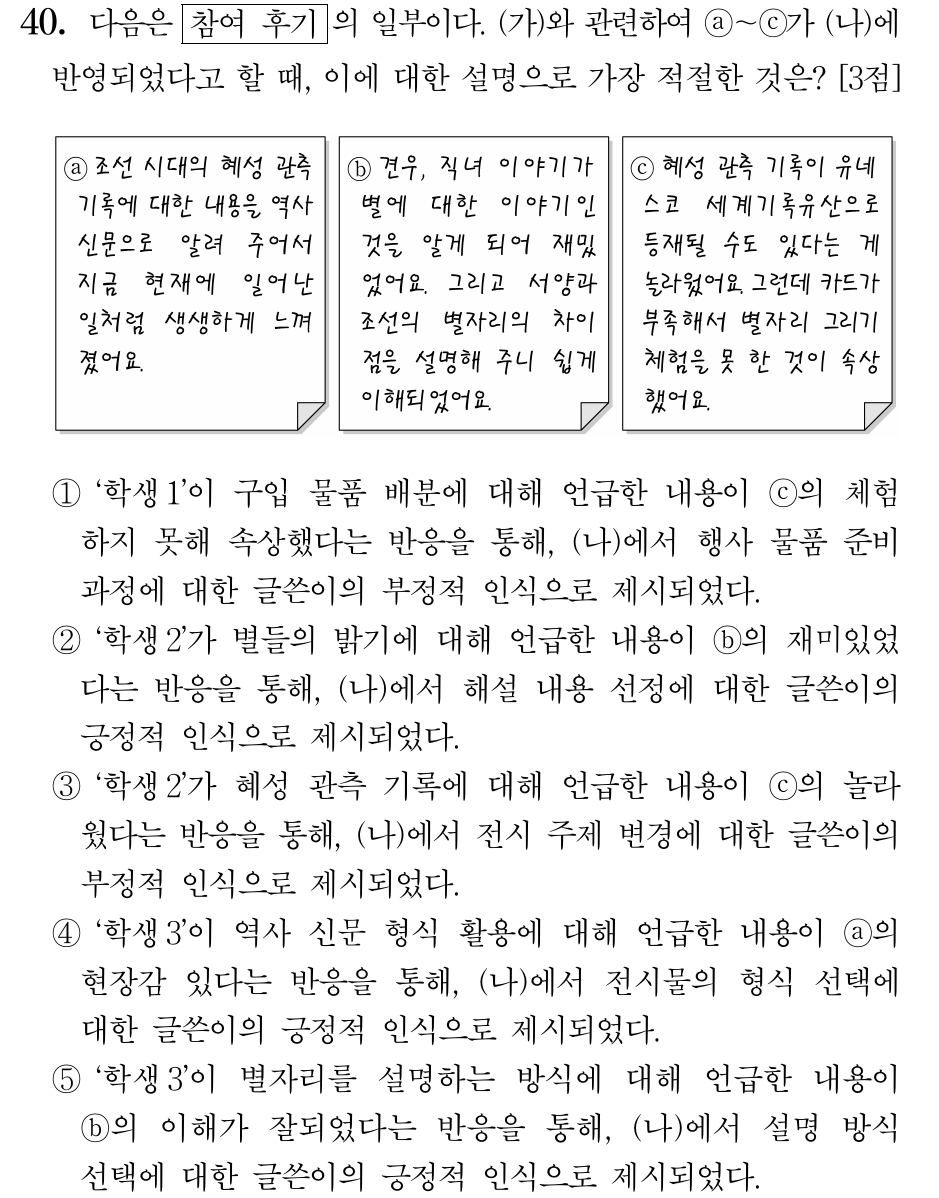 40. 다음은 참여 후기 의 일부이다. (가)와 관련하여 ⓐ~ⓒ가 (나)에
반영되었다고 할 때, 이에 대한 설명으로 가장 적절한 것은? [3점]
ⓐ 조선 시대의 혜성 관측
기록에 대한 내용을 역사
신문으로 알려 주어서
지금 현재에 일어난
일처럼 생생하게 느껴
졌어요.
ⓑ 견우, 직녀 이야기가
별에 대한 이야기인
것을 알게 되어 재밌
었어요. 그리고 서양과
조선의 별자리의 차이
점을 설명해 주니 쉽게
이해되었어요.
ⓒ 혜성 관측 기록이 유네
스코 세계기록유산으로
등재될 수도 있다는 게
놀라웠어요. 그런데 카드가
부족해서 별자리 그리기
체험을 못 한 것이 속상
했어요.
① ‘학생 1’이 구입 물품 배분에 대해 언급한 내용이 ⓒ의 체험
하지 못해 속상했다는 반응을 통해, (나)에서 행사 물품 준비
과정에 대한 글쓴이의 부정적 인식으로 제시되었다.
② ‘학생 2’가 별들의 밝기에 대해 언급한 내용이 ⓑ의 재미있었
다는 반응을 통해, (나)에서 해설 내용 선정에 대한 글쓴이의
긍정적 인식으로 제시되었다.
③ ‘학생 2’가 혜성 관측 기록에 대해 언급한 내용이 ⓒ의 놀라
웠다는 반응을 통해, (나)에서 전시 주제 변경에 대한 글쓴이의
부정적 인식으로 제시되었다.
④ ‘학생 3’이 역사 신문 형식 활용에 대해 언급한 내용이 ⓐ의
현장감 있다는 반응을 통해, (나)에서 전시물의 형식 선택에
대한 글쓴이의 긍정적 인식으로 제시되었다.
⑤ ‘학생 3’이 별자리를 설명하는 방식에 대해 언급한 내용이
ⓑ의 이해가 잘되었다는 반응을 통해, (나)에서 설명 방식
선택에 대한 글쓴이의 긍정적 인식으로 제시되었다.